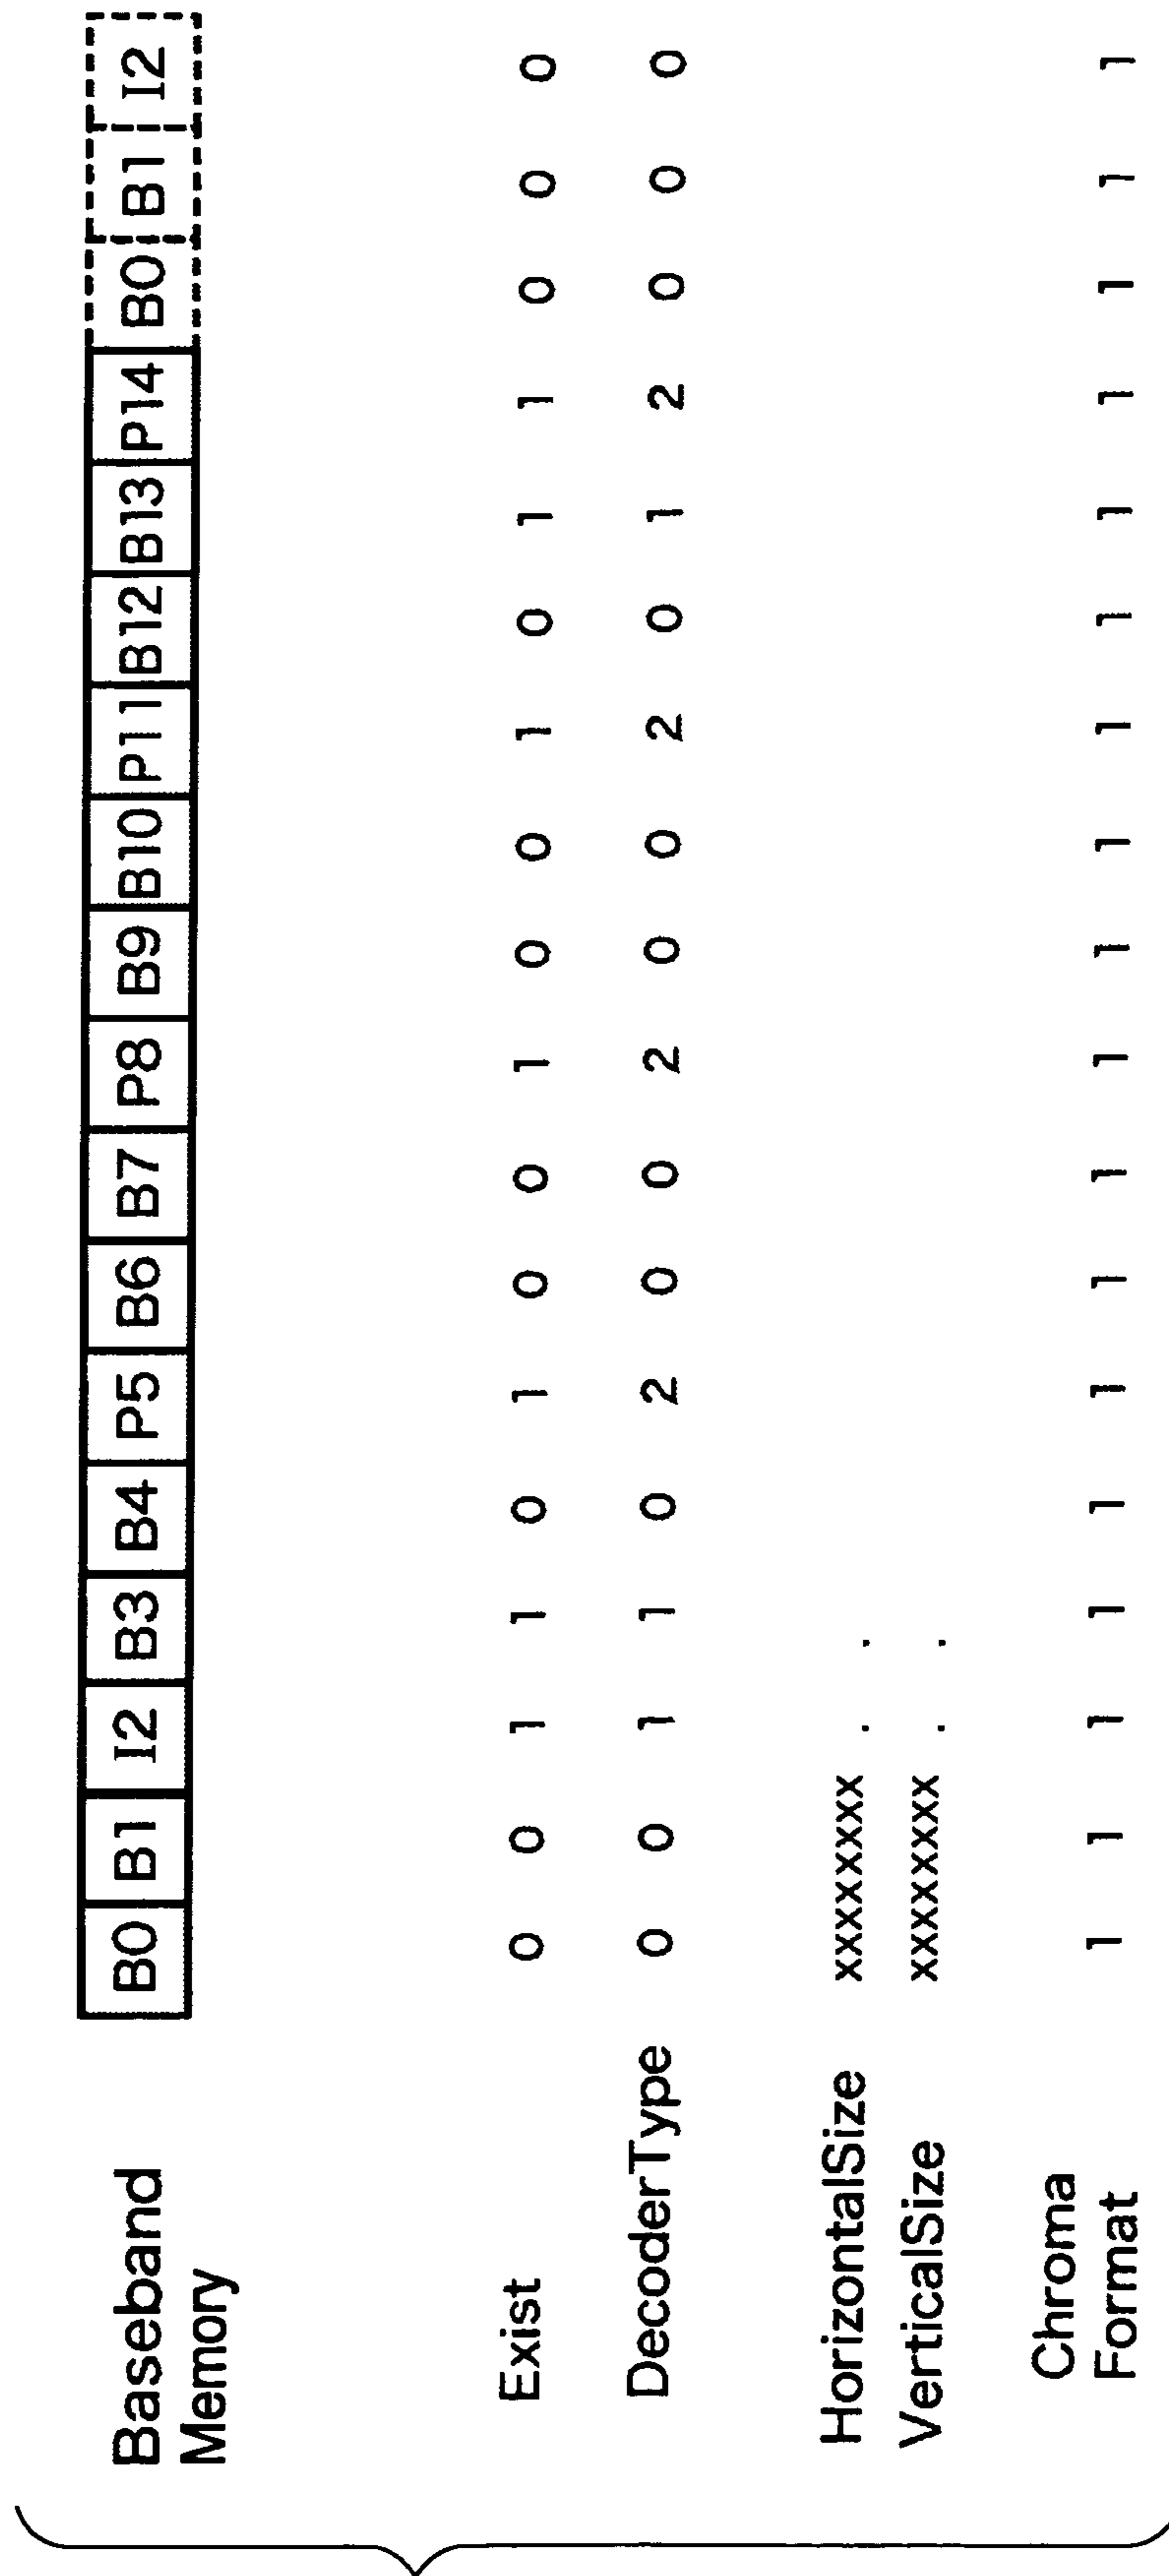 Baseband Memory B0 B1 I2 B3 B4 P5 B6 B7 P8 B9 B10 P11 B12 B13 P14 B0 B1 I2
Exist 0 0 1 1 0 1 0 0 1 0 0 1 0 1 1 0 0 0
DecoderType 0 0 1 1 0 2 0 0 2 0 0 2 0 1 2 0 0 0
HorizontalSize xxxxxxxx . .
VerticalSize xxxxxxxx . .
Chroma Format 1 1 1 1 1 1 1 1 1 1 1 1 1 1 1 1 1 1